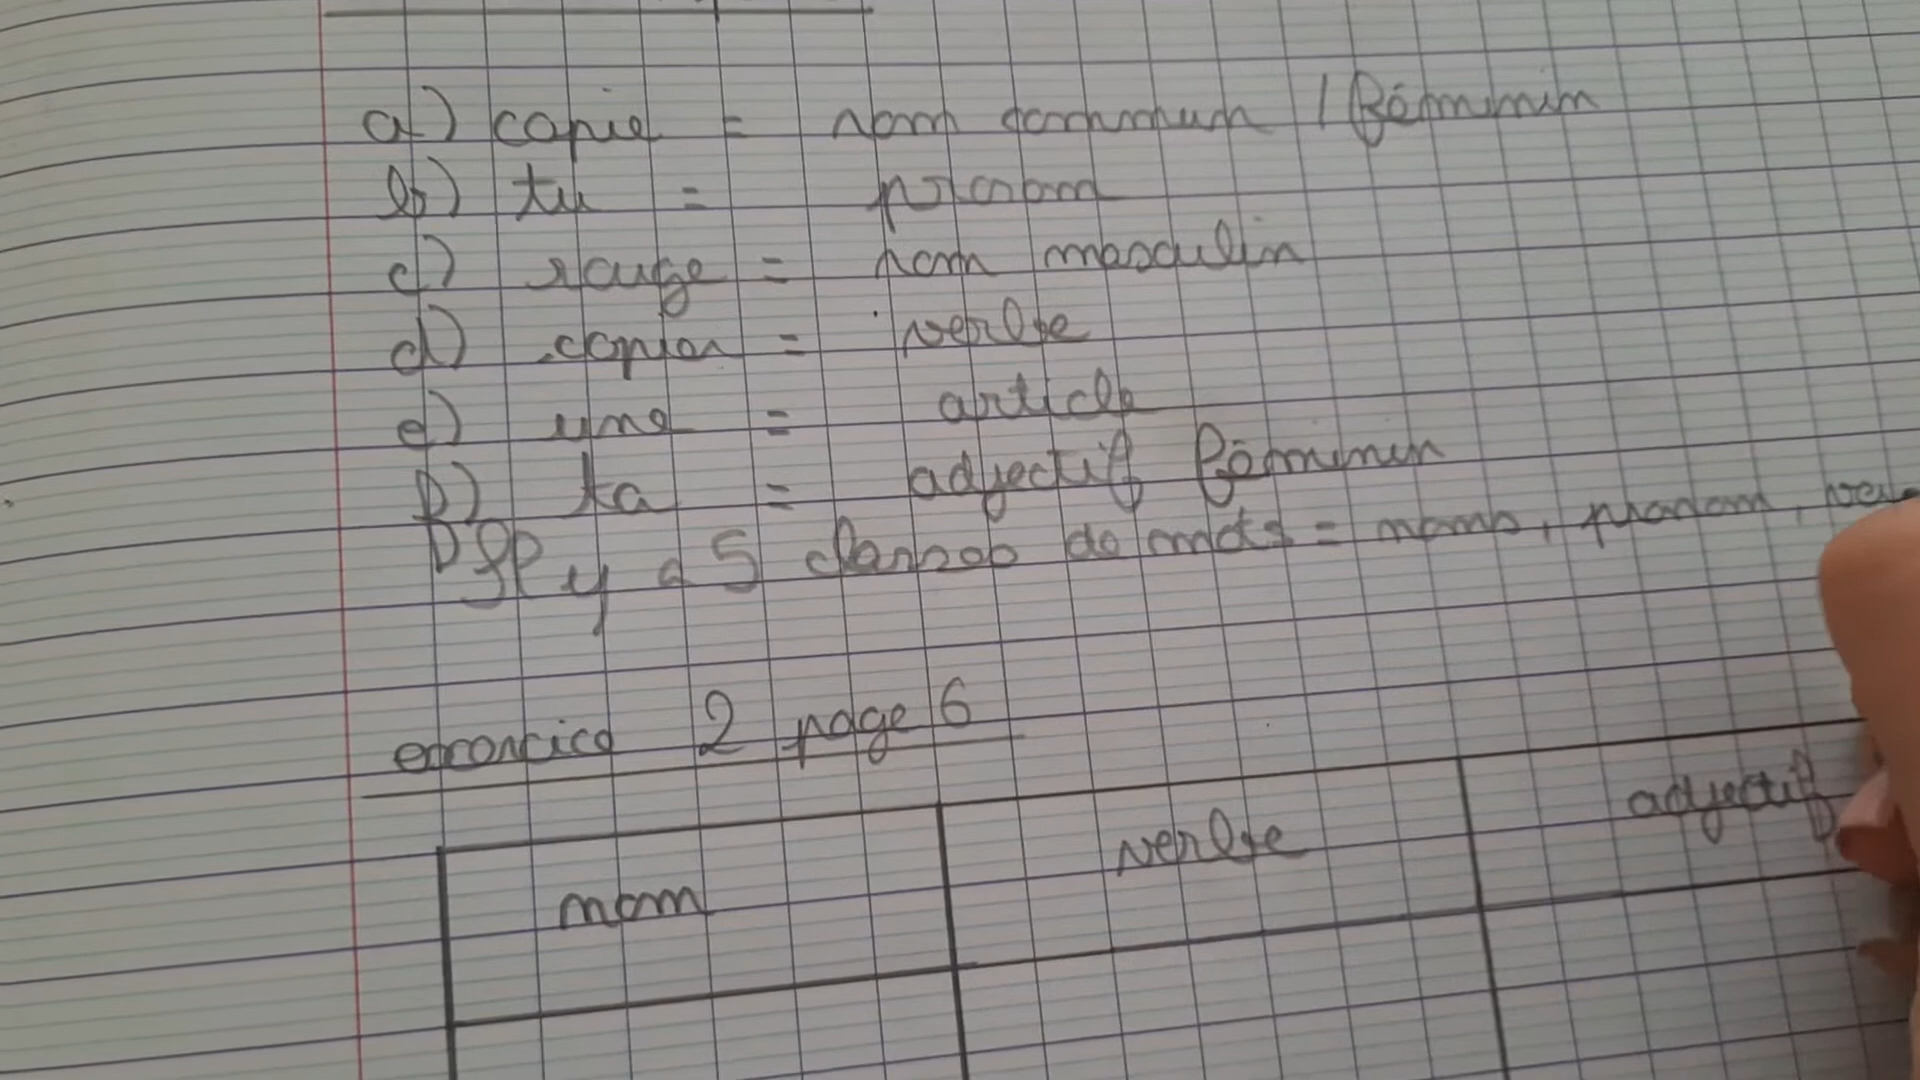 a) copie = nom commun / féminin
b) tu = pronom
c) rouge = nom masculin
d) copier = verbe
e) une = article
f) ta = adjectif féminin
Il y a 5 classes de mots = noms, pronom,
exercice 2 page 6
nom verbe adjectif